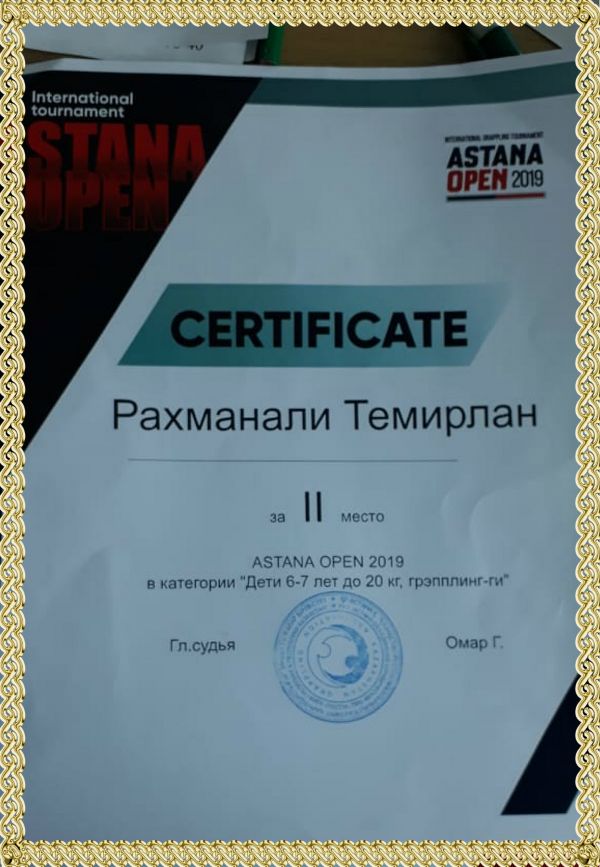 International
tournament
STANA
OPEN
INTERNATIONAL GRAPPLING TOURNAMENT
ASTANA
OPEN 2019
CERTIFICATE
Рахманали Темирлан
за II место
ASTANA OPEN 2019
в категории "Дети 6-7 лет до 20 кг, грэпплинг-ги"
Гл.судья
Омар Г.